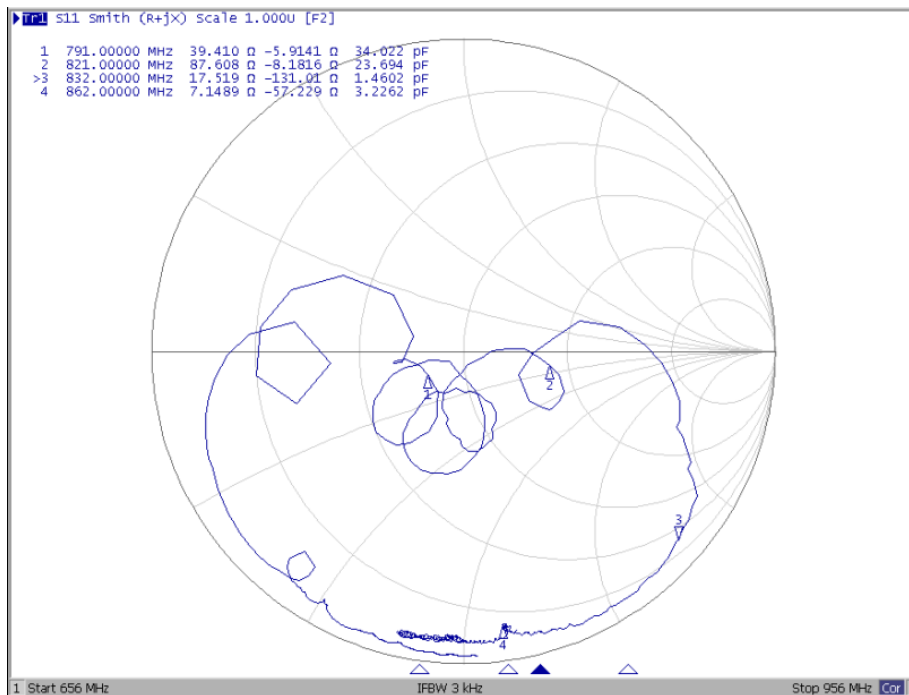 Tr1 S11 Smith (R+jX) Scale 1.000U [F2]
1 791.00000 MHz 39.410 Ω -5.9141 Ω 34.022 pF
2 821.00000 MHz 87.608 Ω -8.1816 Ω 23.694 pF
>3 832.00000 MHz 17.519 Ω -131.01 Ω 1.4602 pF
4 862.00000 MHz 7.1489 Ω -57.229 Ω 3.2262 pF
1
2
3
4
1 Start 656 MHz IFBW 3 kHz Stop 956 MHz Cor